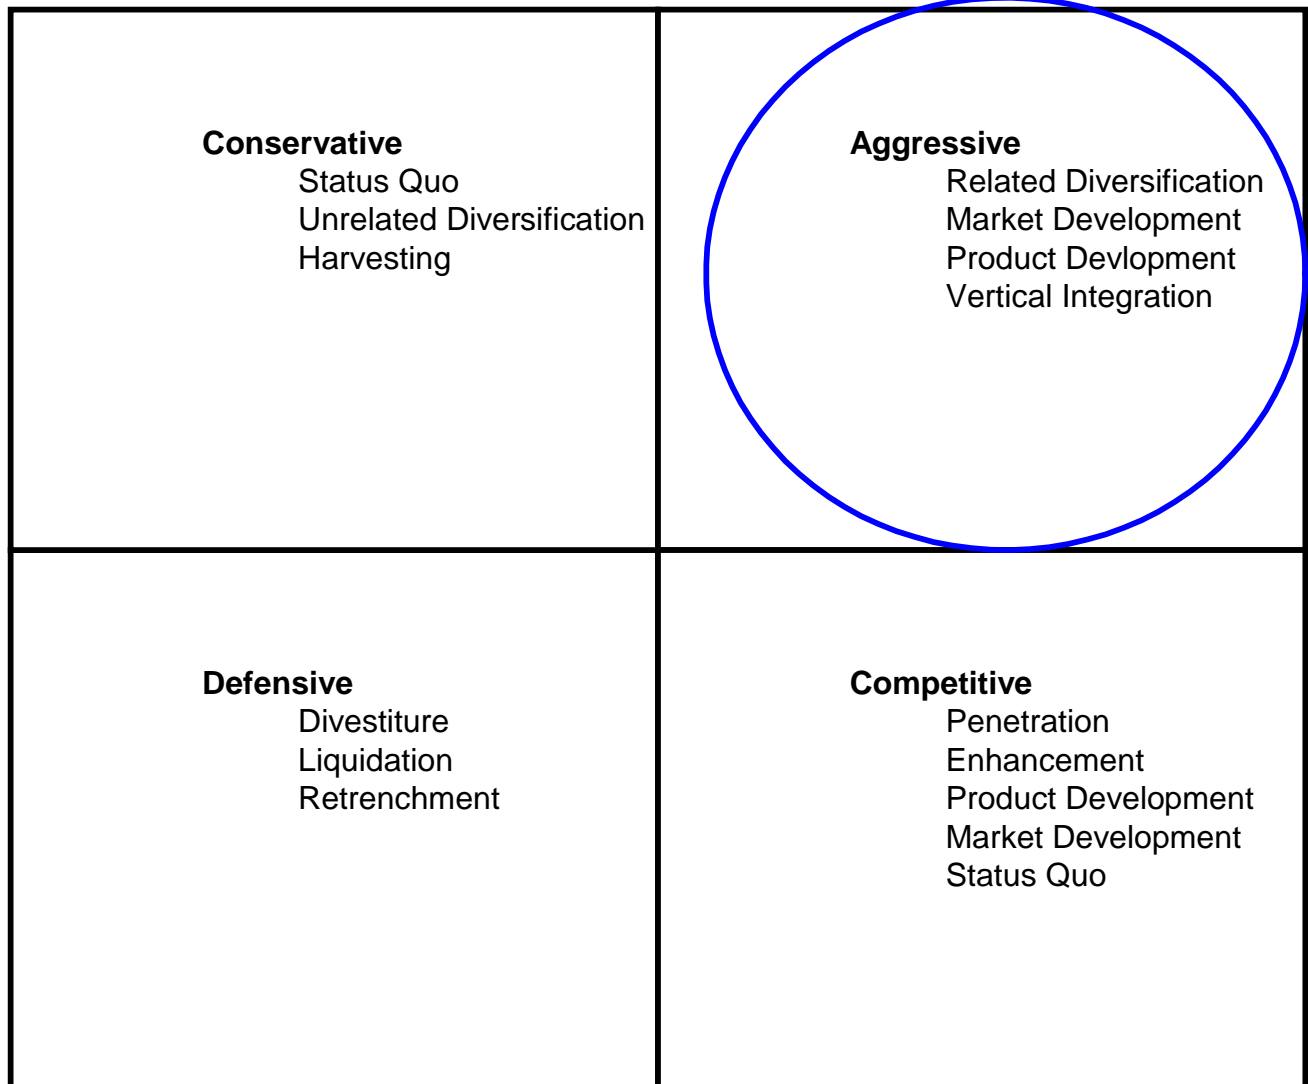 Conservative
Status Quo
Unrelated Diversification
Harvesting
Aggressive
Related Diversification
Market Development
Product Devlopment
Vertical Integration
Defensive
Divestiture
Liquidation
Retrenchment
Competitive
Penetration
Enhancement
Product Development
Market Development
Status Quo